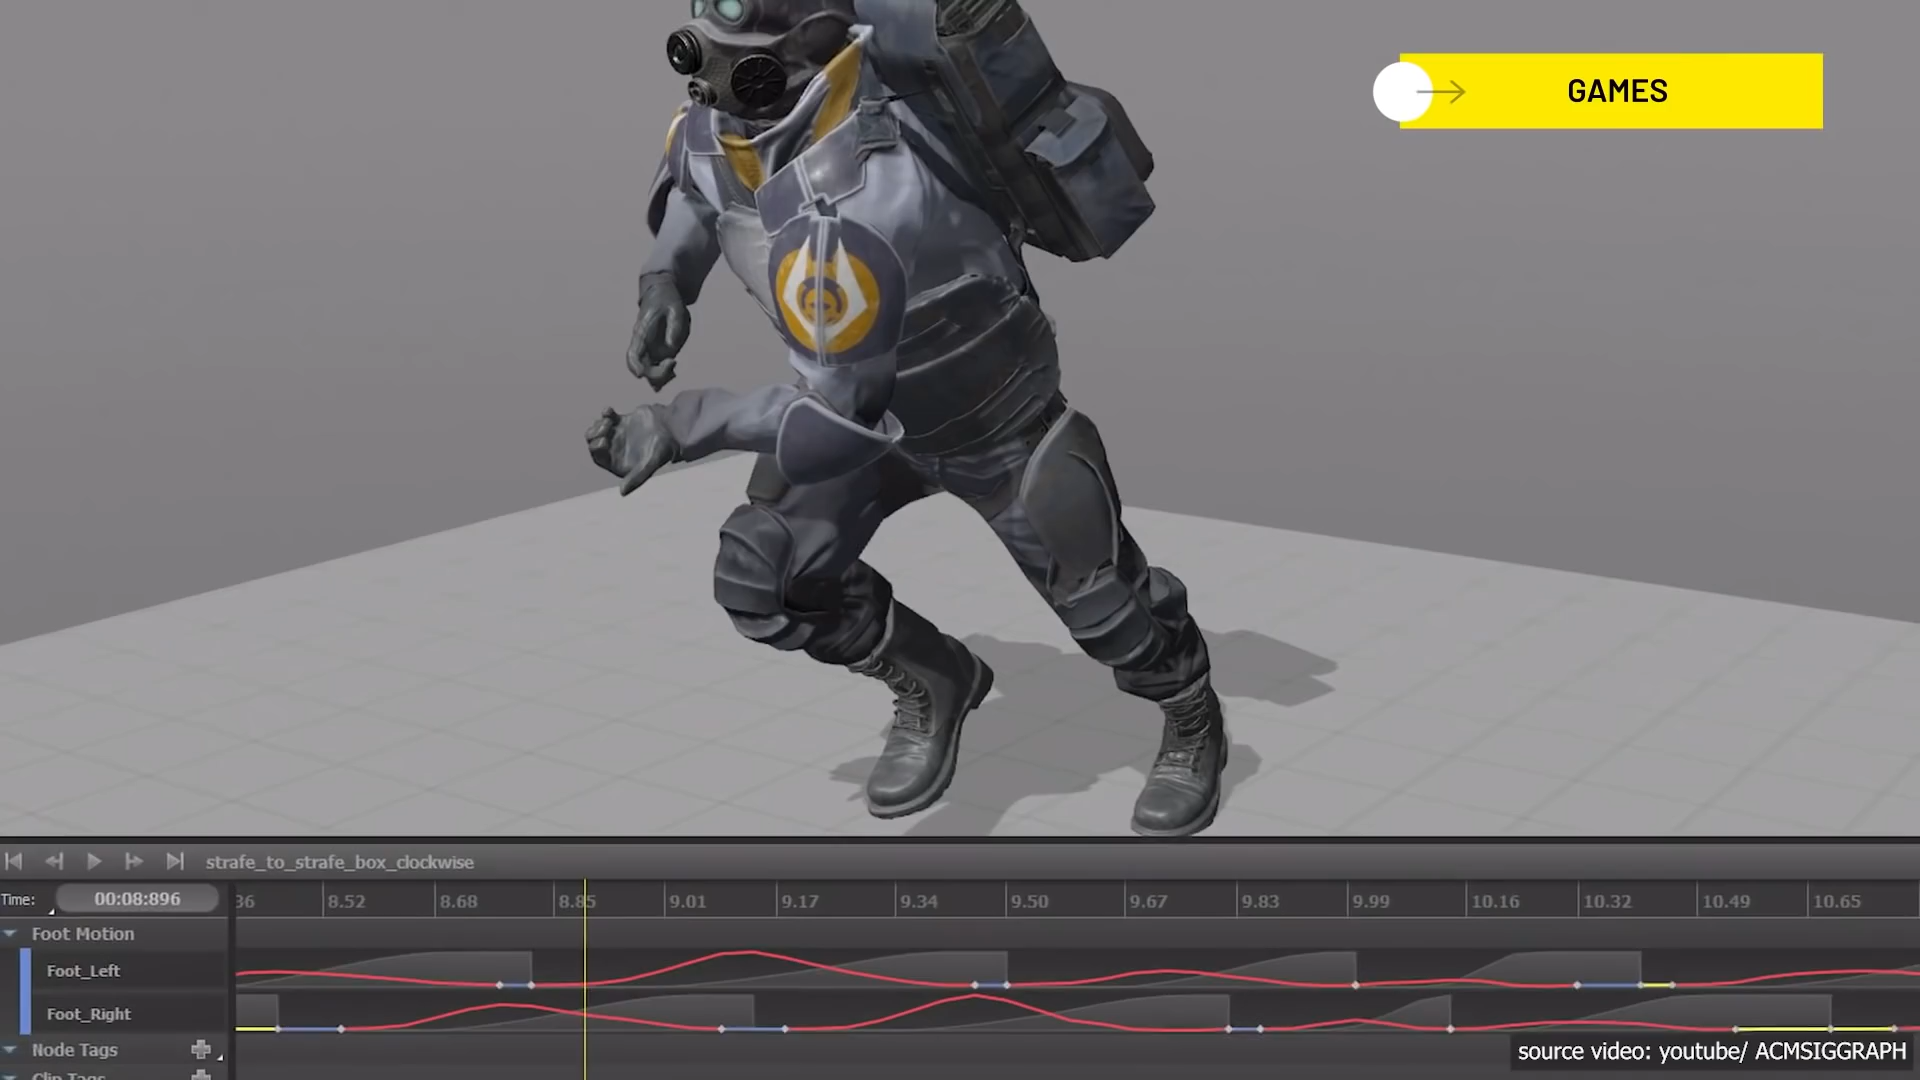 GAMES
strafe_to_strafe_box_clockwise
Time: 00:08:896 36 8.52 8.68 8.85 9.01 9.17 9.34 9.50 9.67 9.83 9.99 10.16 10.32 10.49 10.65
Foot Motion
Foot_Left
Foot_Right
Node Tags
Clip Tags
source video: youtube/ ACMSIGGRAPH